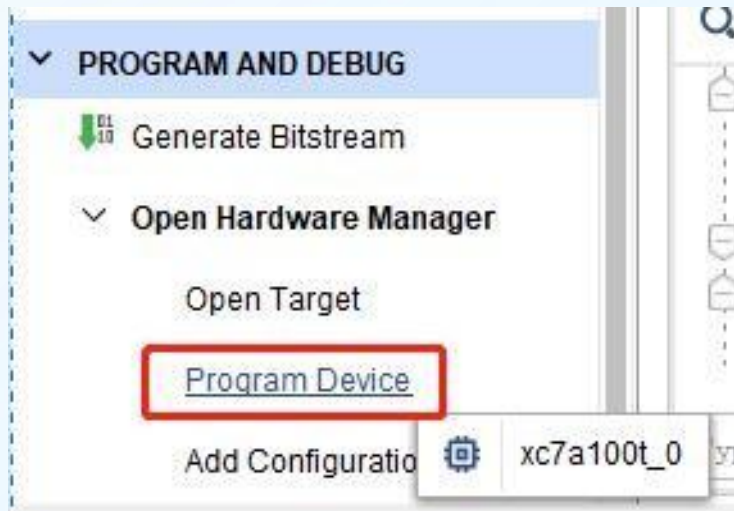 PROGRAM AND DEBUG
Generate Bitstream
Open Hardware Manager
Open Target
Program Device
Add Configuratio
xc7a100t_0